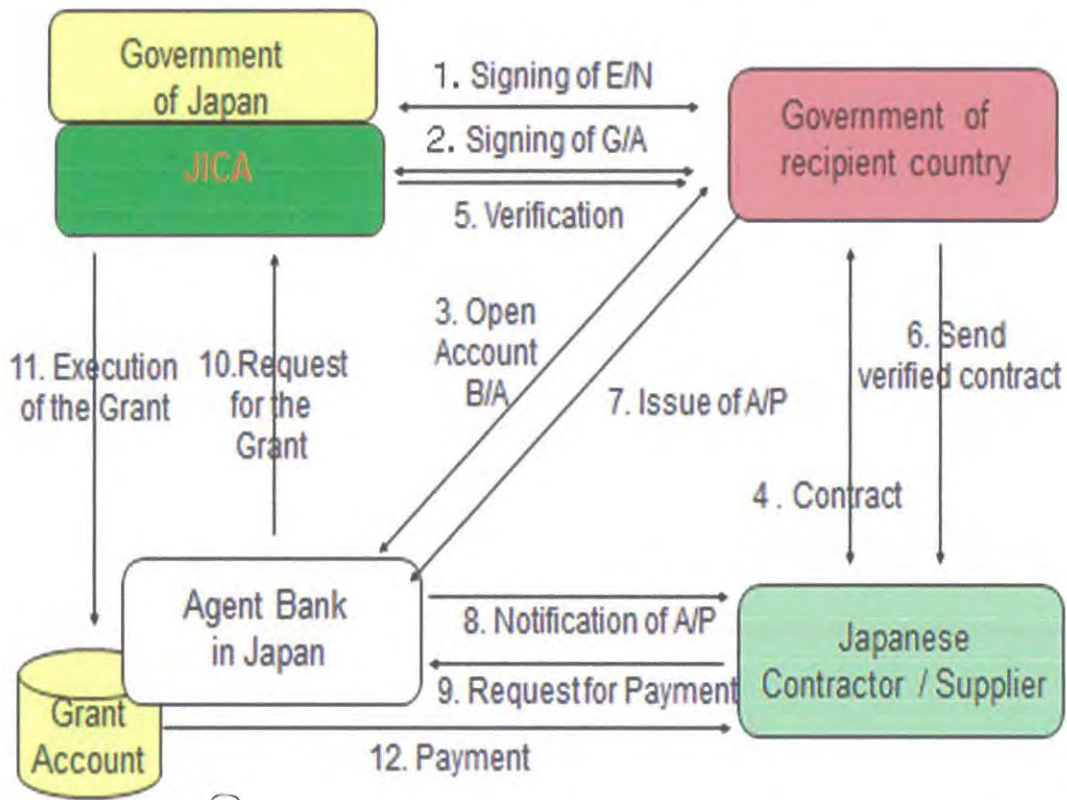 Government
of Japan
JICA
1. Signing of E/N
2. Signing of G/A
5. Verification
Government of
recipient country
3. Open
Account
B/A
7. Issue of A/P
6. Send
verified contract
4 . Contract
11. Execution
of the Grant
10.Request
for the
Grant
Agent Bank
in Japan
8. Notification of A/P
9. Request for Payment
Japanese
Contractor / Supplier
Grant
Account
12. Payment